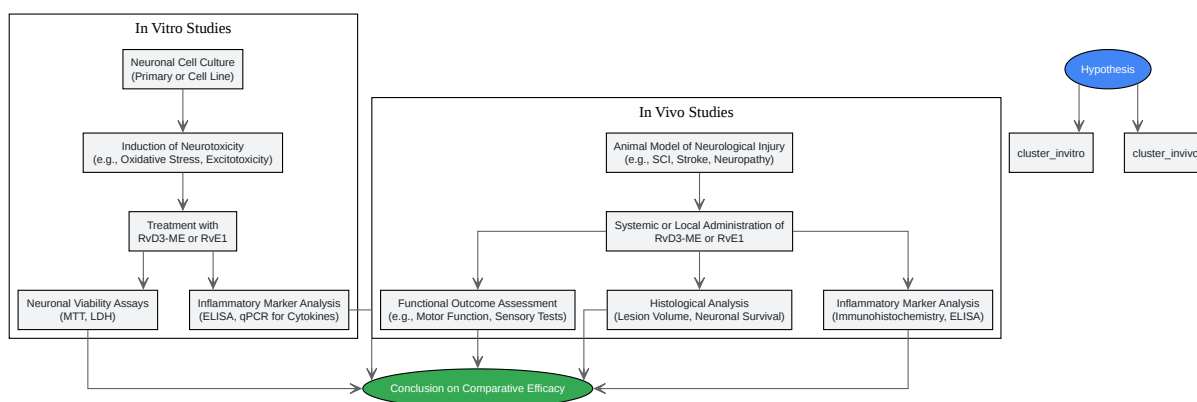 In Vitro Studies
Neuronal Cell Culture
(Primary or Cell Line)
Induction of Neurotoxicity
(e.g., Oxidative Stress, Excitotoxicity)
Treatment with
RvD3-ME or RvE1
Neuronal Viability Assays
(MTT, LDH)
Inflammatory Marker Analysis
(ELISA, qPCR for Cytokines)
In Vivo Studies
Animal Model of Neurological Injury
(e.g., SCI, Stroke, Neuropathy)
Systemic or Local Administration of
RvD3-ME or RvE1
Functional Outcome Assessment
(e.g., Motor Function, Sensory Tests)
Histological Analysis
(Lesion Volume, Neuronal Survival)
Inflammatory Marker Analysis
(Immunohistochemistry, ELISA)
Conclusion on Comparative Efficacy
Hypothesis
cluster_invitro
cluster_invivo